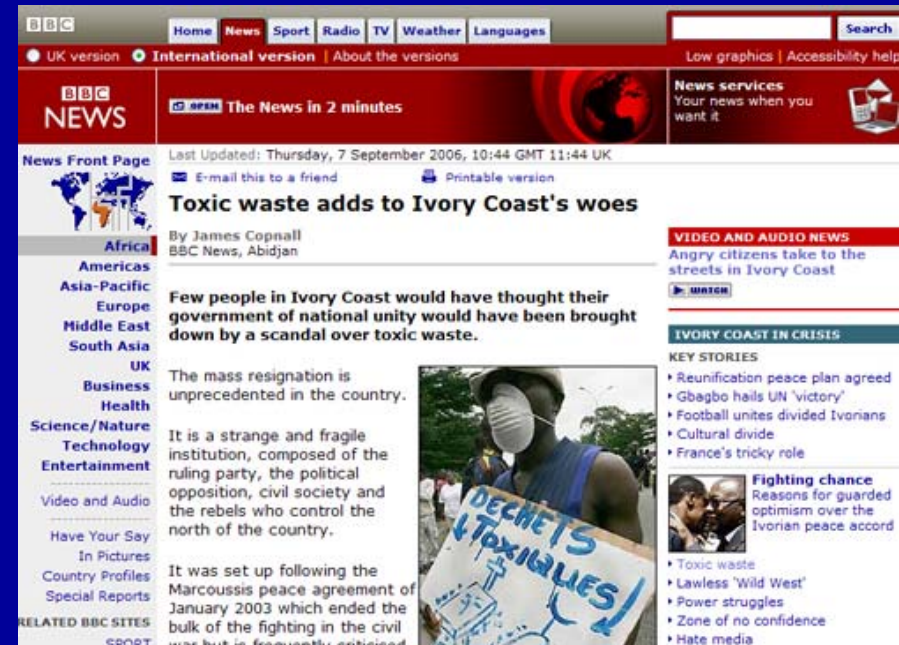 BBC
Home News Sport Radio TV Weather Languages
Search
UK version International version | About the versions
Low graphics | Accessibility help
BBC
NEWS
OPEN The News in 2 minutes
News services
Your news when you
want it
News Front Page
Africa
Americas
Asia-Pacific
Europe
Middle East
South Asia
UK
Business
Health
Science/Nature
Technology
Entertainment
Video and Audio
Have Your Say
In Pictures
Country Profiles
Special Reports
RELATED BBC SITES
SPORT
Last Updated: Thursday, 7 September 2006, 10:44 GMT 11:44 UK
E-mail this to a friend Printable version
Toxic waste adds to Ivory Coast's woes
By James Copnall
BBC News, Abidjan
Few people in Ivory Coast would have thought their
government of national unity would have been brought
down by a scandal over toxic waste.
The mass resignation is
unprecedented in the country.
It is a strange and fragile
institution, composed of the
ruling party, the political
opposition, civil society and
the rebels who control the
north of the country.
It was set up following the
Marcoussis peace agreement of
January 2003 which ended the
bulk of the fighting in the civil
war but is frequently criticised
DECHETS
TOXIQUES
VIDEO AND AUDIO NEWS
Angry citizens take to the
streets in Ivory Coast
WATCH
IVORY COAST IN CRISIS
KEY STORIES
Reunification peace plan agreed
Gbagbo hails UN 'victory'
Football unites divided Ivorians
Cultural divide
France's tricky role
Fighting chance
Reasons for guarded
optimism over the
Ivorian peace accord
Toxic waste
Lawless 'Wild West'
Power struggles
Zone of no confidence
Hate media